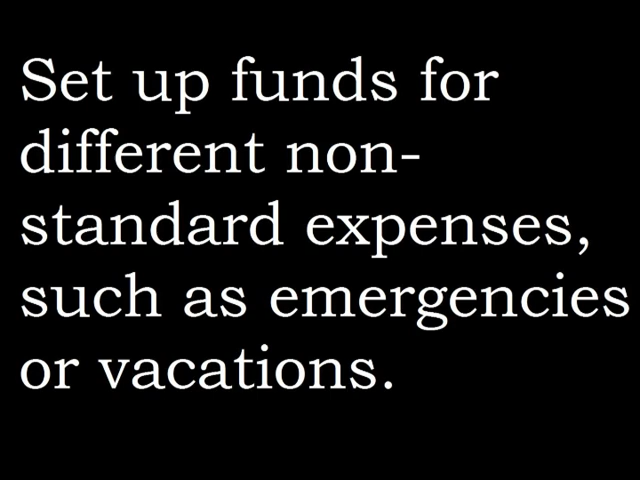 Set up funds for
different non-
standard expenses,
such as emergencies
or vacations.